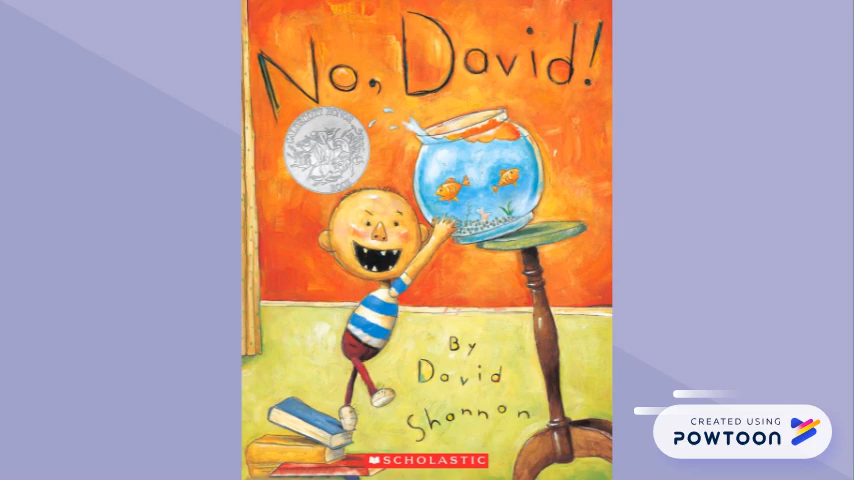 No, David!
By
David
Shannon
SCHOLASTIC
CREATED USING
POWTOON